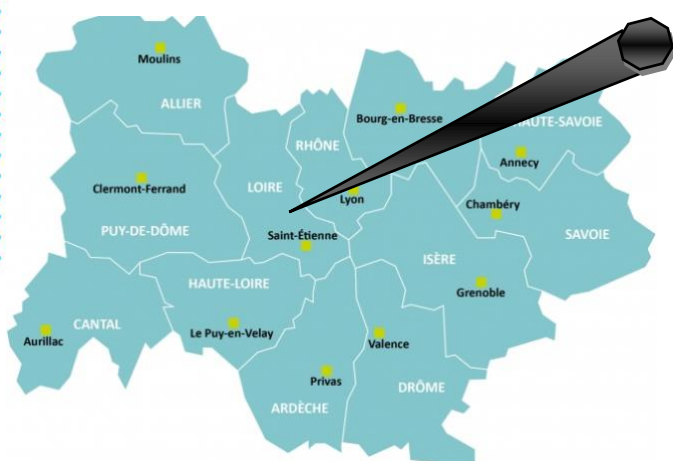 Moulins
ALLIER
Bourg-en-Bresse
HAUTE-SAVOIE
RHÔNE
Annecy
Clermont-Ferrand
LOIRE
Lyon
Chambéry
PUY-DE-DÔME
Saint-Étienne
SAVOIE
ISÈRE
HAUTE-LOIRE
Grenoble
CANTAL
Aurillac
Le Puy-en-Velay
Valence
Privas
DRÔME
ARDÈCHE